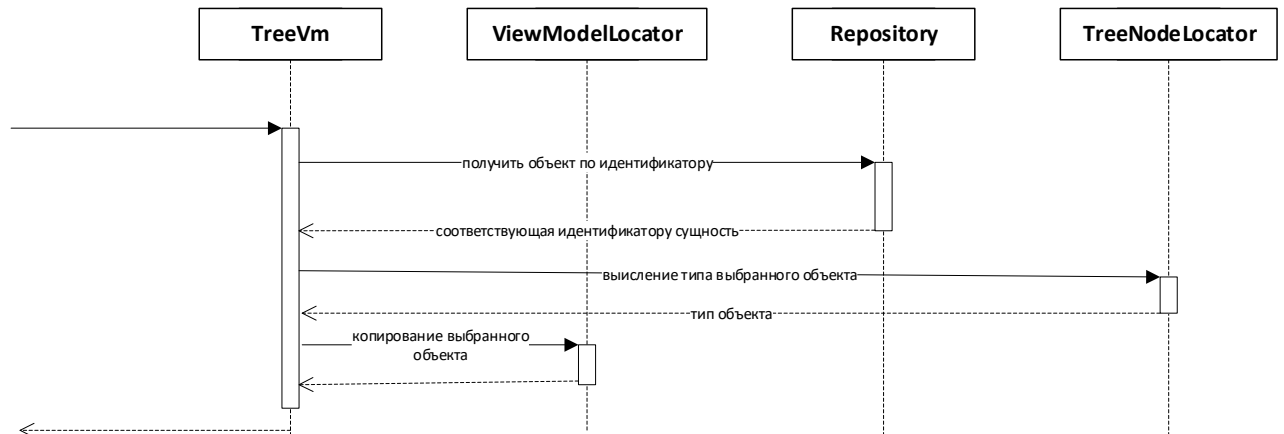 TreeVm
ViewModelLocator
Repository
TreeNodeLocator
получить объект по идентификатору
соответствующая идентификатору сущность
выисление типа выбранного объекта
тип объекта
копирование выбранного
объекта